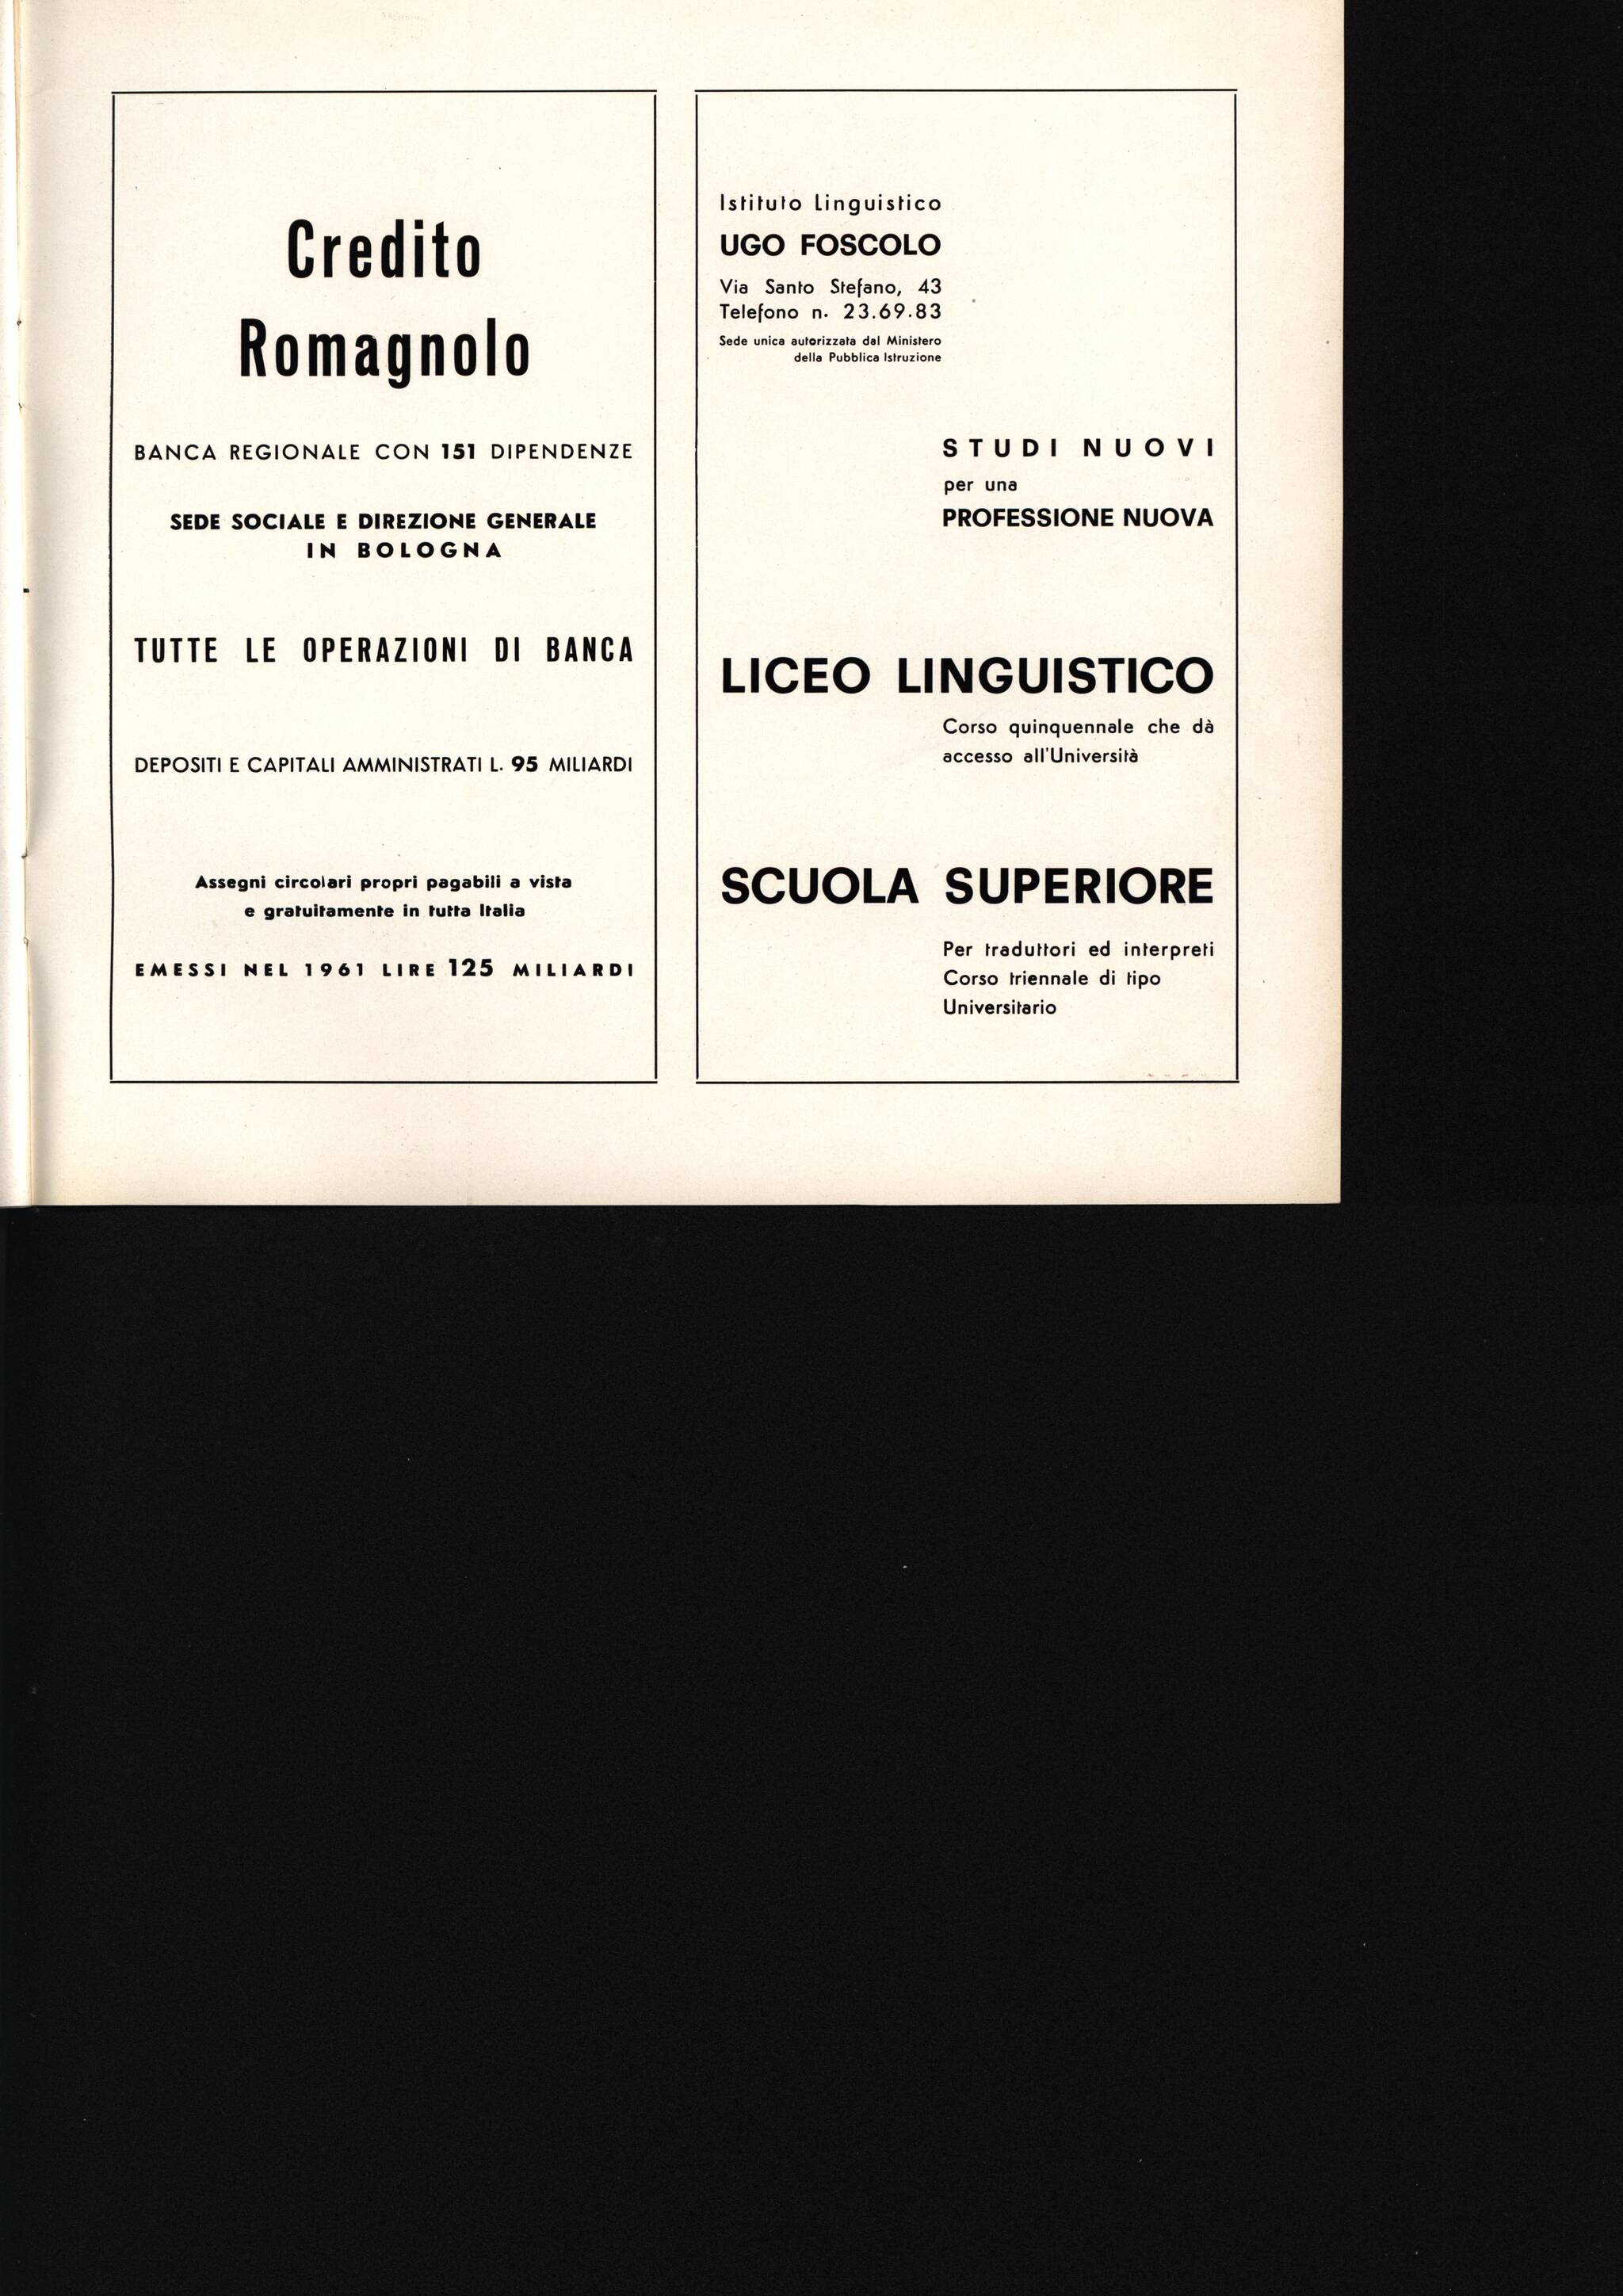 Credito
Romagnolo
BANCA REGIONALE CON 151 DIPENDENZE
SEDE SOCIALE E DIREZIONE GENERALE
IN BOLOGNA
TUTTE LE OPERAZIONI DI BANCA
DEPOSITI E CAPITALI AMMINISTRATI L. 95 MILIARDI
Assegni circolari propri pagabili a vista
e gratuitamente in tutta Italia
EMESSI NEL 1961 LIRE 125 MILIARDI
Istituto Linguistico
UGO FOSCOLO
Via Santo Stefano, 43
Telefono n. 23.69.83
Sede unica autorizzata dal Ministero
della Pubblica Istruzione
STUDI NUOVI
per una
PROFESSIONE NUOVA
LICEO LINGUISTICO
Corso quinquennale che dà
accesso all'Università
SCUOLA SUPERIORE
Per traduttori ed interpreti
Corso triennale di tipo
Universitario